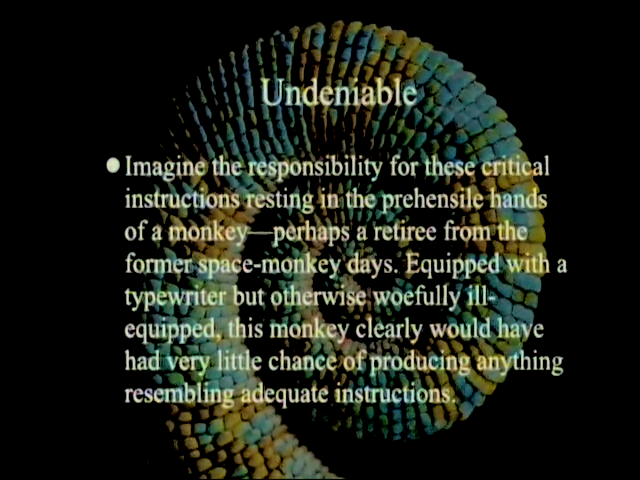 Undeniable
Imagine the responsibility for these critical
instructions resting in the prehensile hands
of a monkey—perhaps a retiree from the
former space-monkey days. Equipped with a
typewriter but otherwise woefully ill-
equipped, this monkey clearly would have
had very little chance of producing anything
resembling adequate instructions.